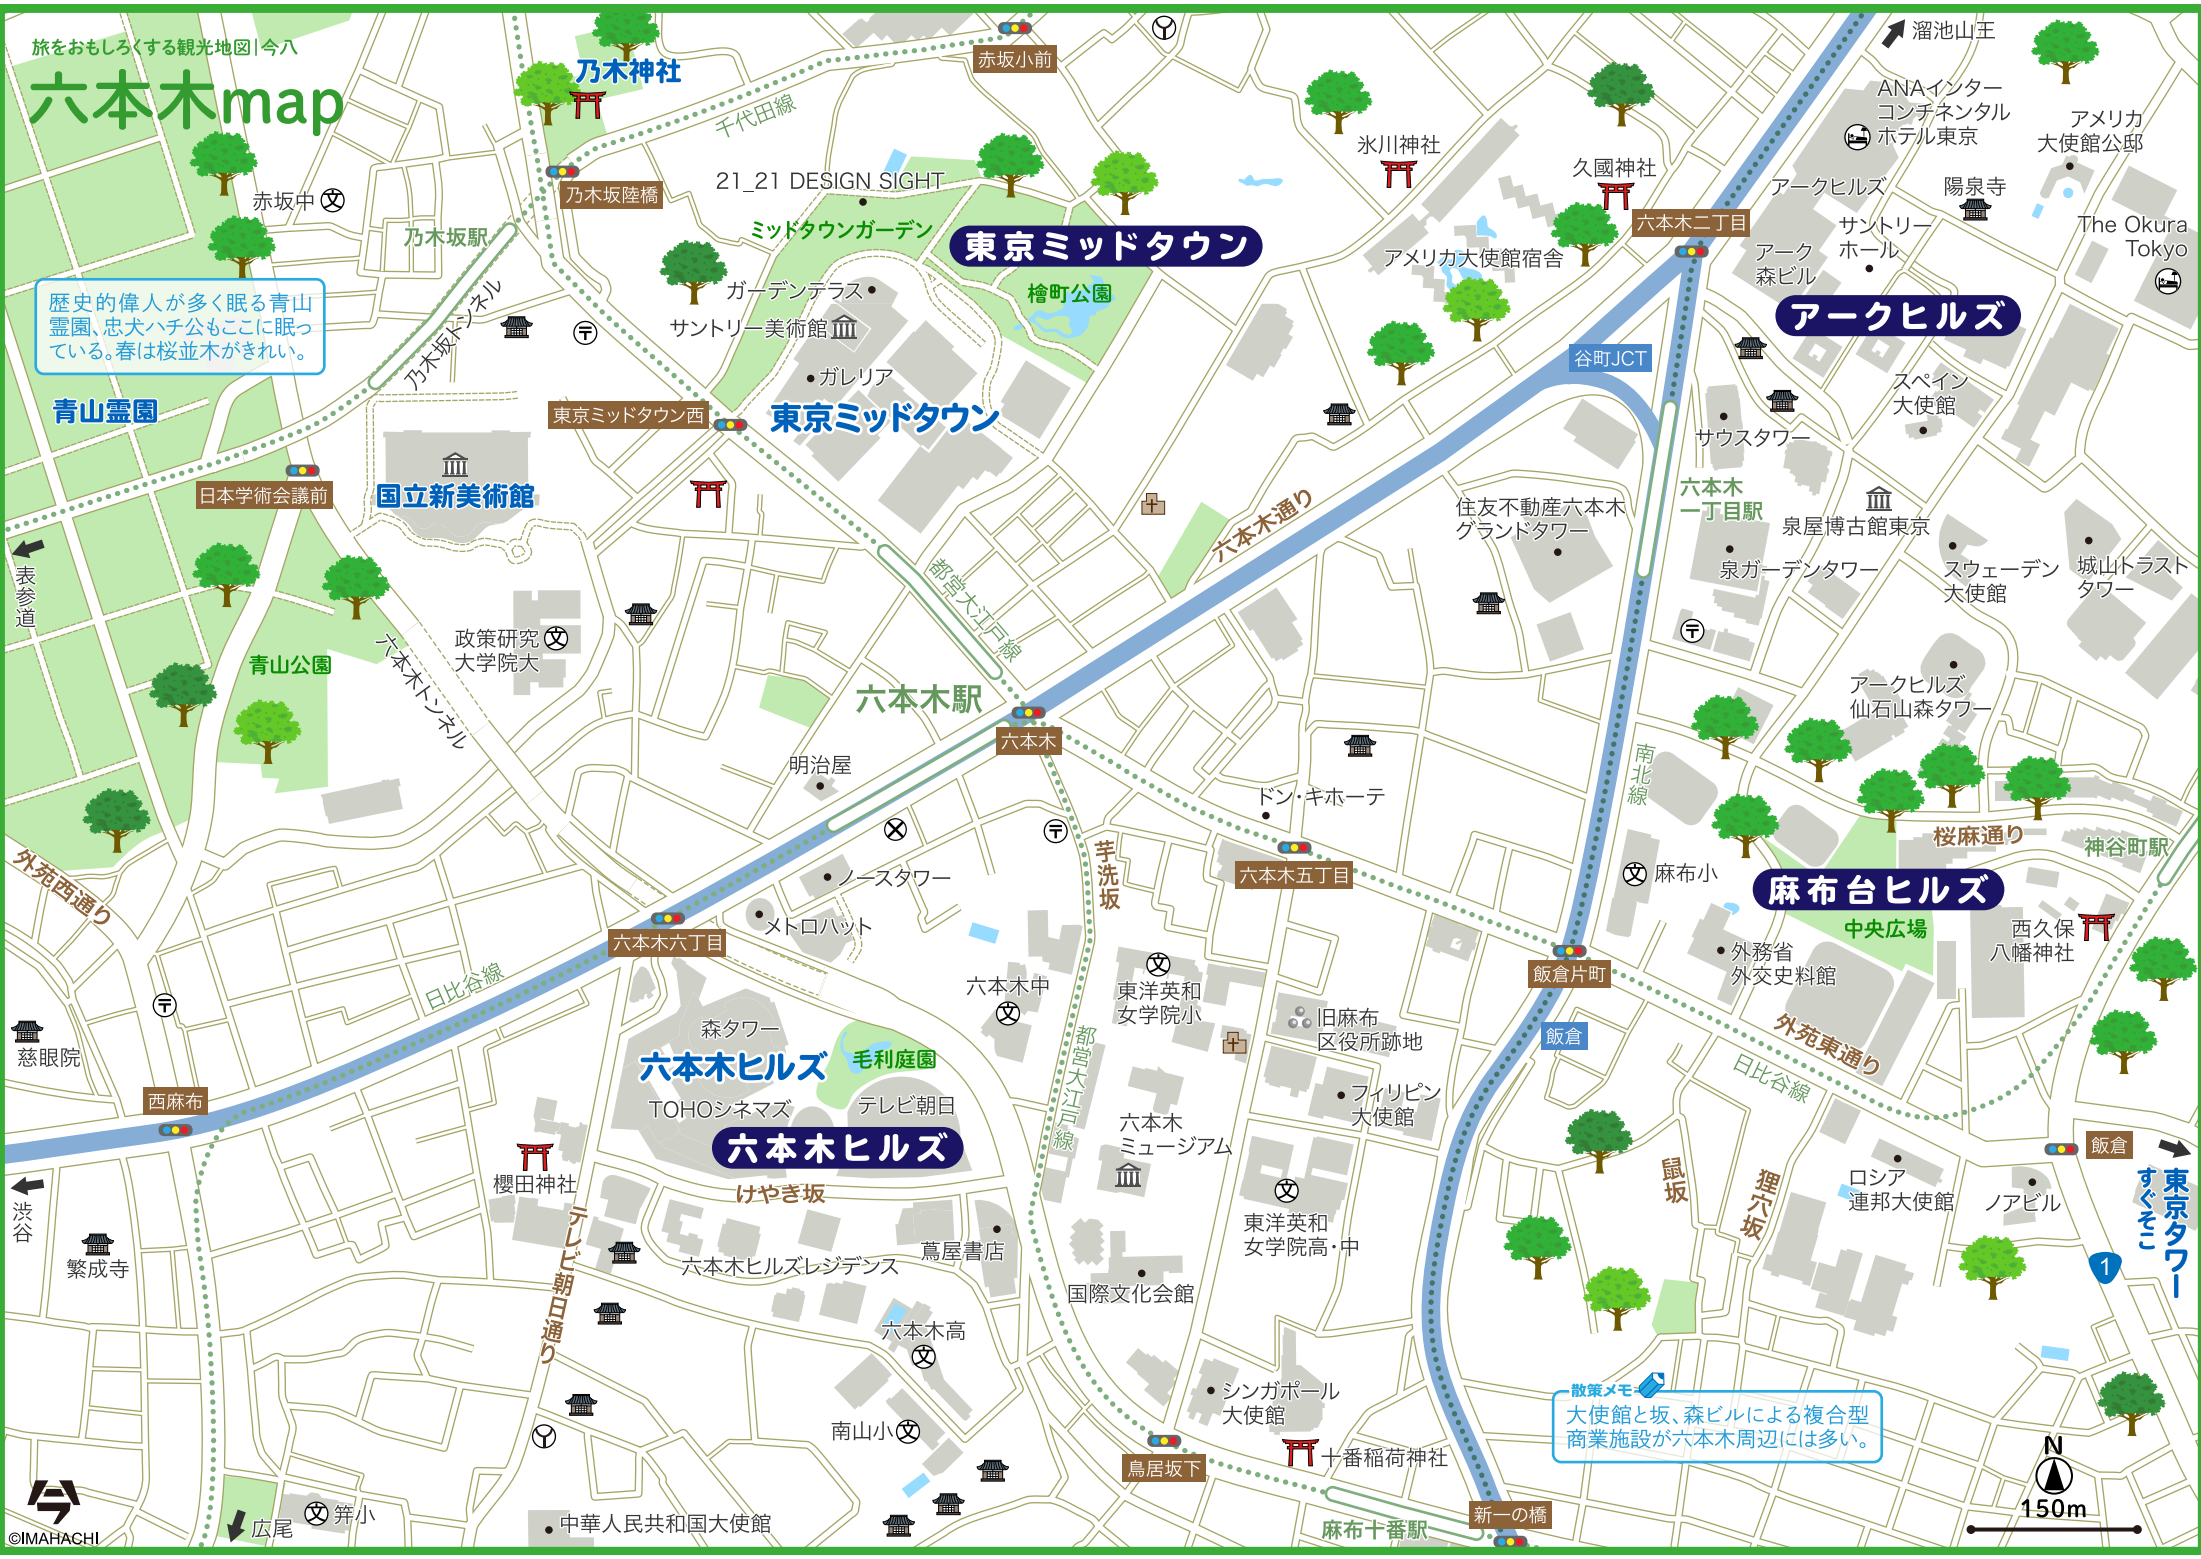 旅をおもしろくする観光地図|今八
六本木map
乃木神社
赤坂小前
溜池山王
ANAインター
コンチネンタル
ホテル東京
アメリカ
大使館公邸
千代田線
氷川神社
久國神社
赤坂中
文
乃木坂陸橋
21_21 DESIGN SIGHT
アークヒルズ
陽泉寺
乃木坂駅
ミッドタウンガーデン
東京ミッドタウン
六本木二丁目
サントリー
ホール
The Okura
Tokyo
アーク
森ビル
アメリカ大使館宿舎
歴史的偉人が多く眠る青山
霊園、忠犬ハチ公もここに眠っ
ている。春は桜並木がきれい。
乃木坂トンネル
ガーデンテラス
檜町公園
サントリー美術館
アークヒルズ
谷町JCT
ガレリア
スペイン
大使館
青山霊園
東京ミッドタウン西
東京ミッドタウン
サウスタワー
日本学術会議前
国立新美術館
六本木通り
住友不動産六本木
グランドタワー
六本木
一丁目駅
泉屋博古館東京
泉ガーデンタワー
スウェーデン
大使館
城山トラスト
タワー
表参道
都営大江戸線
政策研究
大学院大
文
青山公園
六本木トンネル
六本木駅
アークヒルズ
仙石山森タワー
六本木
明治屋
南北線
ドン・キホーテ
桜麻通り
神谷町駅
外苑西通り
芋洗坂
六本木五丁目
麻布小
文
ノースタワー
麻布台ヒルズ
メトロハット
中央広場
西久保
八幡神社
六本木六丁目
外務省
外交史料館
飯倉片町
日比谷線
六本木中
文
東洋英和
女学院小
文
旧麻布
区役所跡地
飯倉
外苑東通り
日比谷線
慈眼院
森タワー
六本木ヒルズ
毛利庭園
都営大江戸線
西麻布
TOHOシネマズ
テレビ朝日
フィリピン
大使館
六本木
ミュージアム
六本木ヒルズ
飯倉
櫻田神社
けやき坂
渋谷
鼠坂
狸穴坂
ロシア
連邦大使館
ノアビル
東京タワー
すぐそこ
文
東洋英和
女学院高・中
蔦屋書店
繁成寺
テレビ朝日通り
六本木ヒルズレジデンス
国際文化会館
1
六本木高
文
シンガポール
大使館
散策メモ
大使館と坂、森ビルによる複合型
商業施設が六本木周辺には多い。
南山小
文
鳥居坂下
十番稲荷神社
N
150m
笄小
文
広尾
中華人民共和国大使館
麻布十番駅
新一の橋
©IMAHACHI